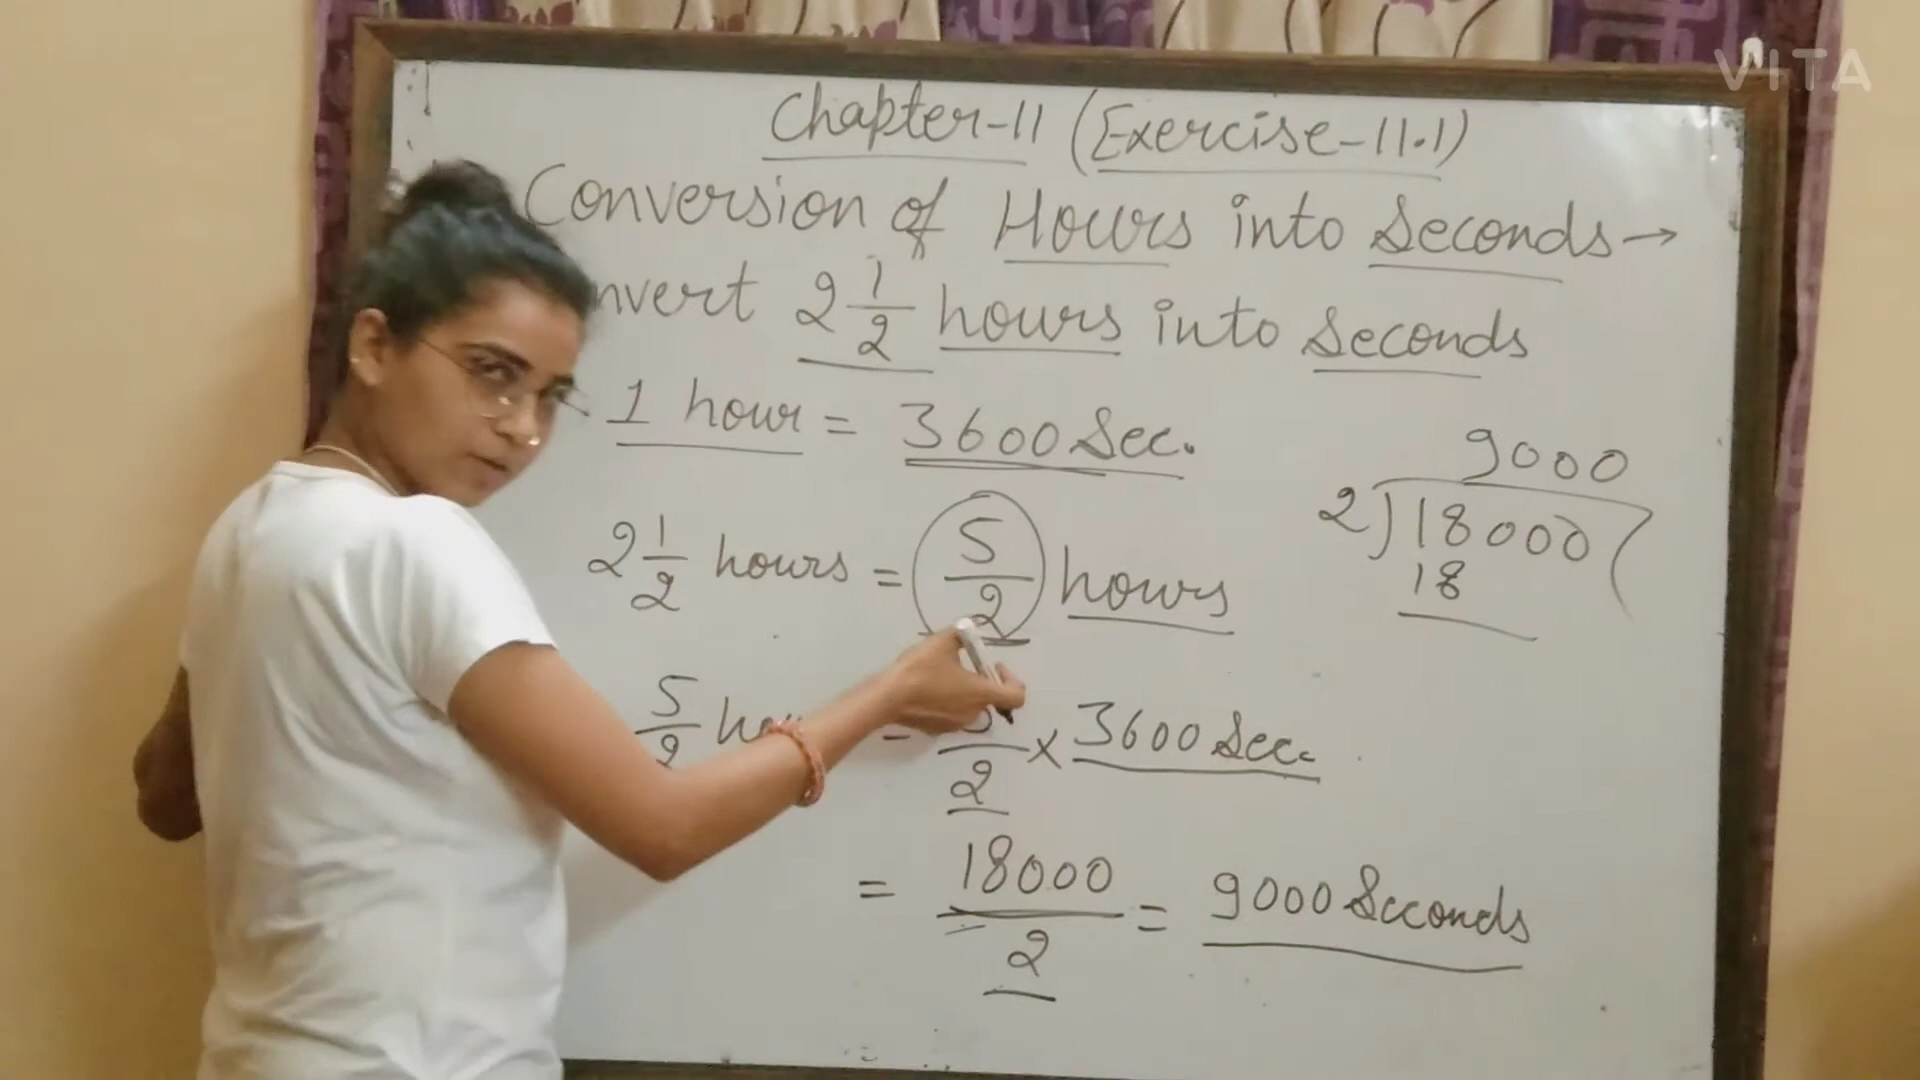 VITA
Chapter-11 (Exercise-11.1)
Conversion of Hours into Seconds→
nvert 2 1/2 hours into Seconds
1 hour = 3600 Sec.
2 1/2 hours = 5/2 hours
5/2 hou = 5/2 × 3600 Sec.
= 18000/2 = 9000 Seconds
9000
2)18000(
18